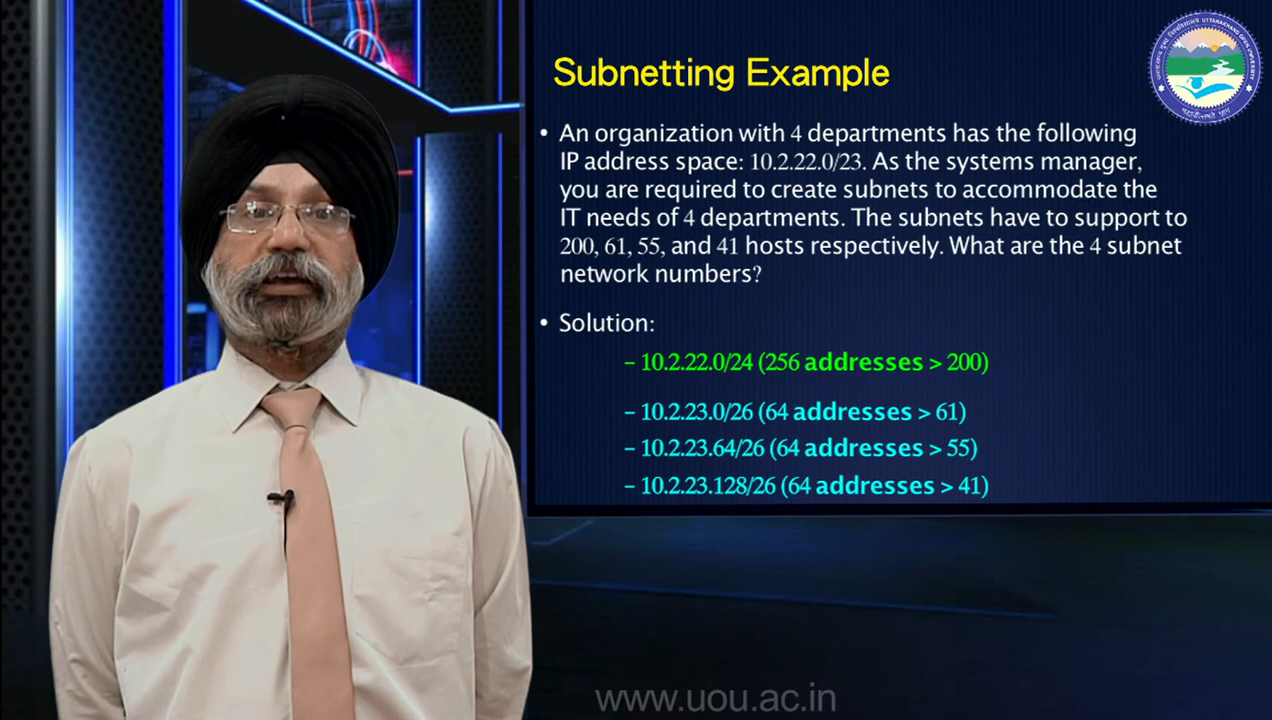 Subnetting Example
• An organization with 4 departments has the following
IP address space: 10.2.22.0/23. As the systems manager,
you are required to create subnets to accommodate the
IT needs of 4 departments. The subnets have to support to
200, 61, 55, and 41 hosts respectively. What are the 4 subnet
network numbers?
• Solution:
– 10.2.22.0/24 (256 addresses > 200)
– 10.2.23.0/26 (64 addresses > 61)
– 10.2.23.64/26 (64 addresses > 55)
– 10.2.23.128/26 (64 addresses > 41)
www.uou.ac.in